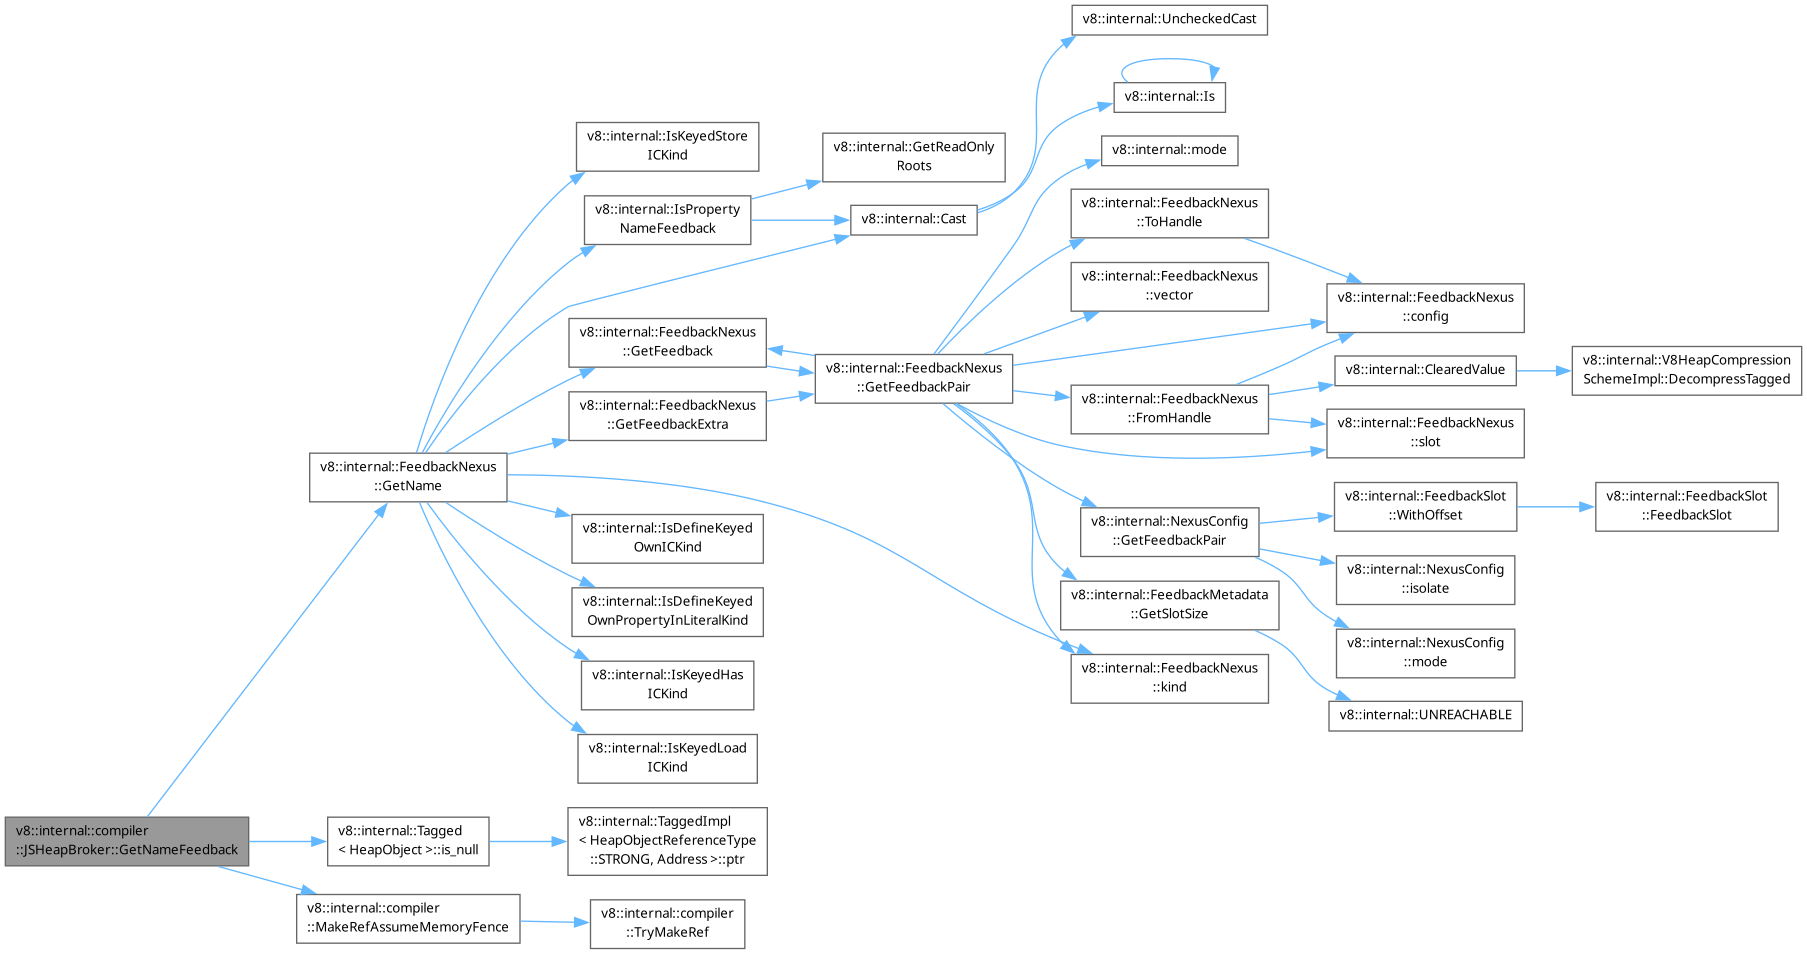 v8::internal::UncheckedCast
v8::internal::Is
v8::internal::IsKeyedStore
ICKind
v8::internal::GetReadOnly
Roots
v8::internal::mode
v8::internal::IsProperty
NameFeedback
v8::internal::Cast
v8::internal::FeedbackNexus
::ToHandle
v8::internal::FeedbackNexus
::vector
v8::internal::FeedbackNexus
::config
v8::internal::FeedbackNexus
::GetFeedback
v8::internal::FeedbackNexus
::GetFeedbackPair
v8::internal::ClearedValue
v8::internal::V8HeapCompression
SchemeImpl::DecompressTagged
v8::internal::FeedbackNexus
::GetFeedbackExtra
v8::internal::FeedbackNexus
::FromHandle
v8::internal::FeedbackNexus
::slot
v8::internal::FeedbackNexus
::GetName
v8::internal::IsDefineKeyed
OwnICKind
v8::internal::NexusConfig
::GetFeedbackPair
v8::internal::FeedbackSlot
::WithOffset
v8::internal::FeedbackSlot
::FeedbackSlot
v8::internal::IsDefineKeyed
OwnPropertyInLiteralKind
v8::internal::FeedbackMetadata
::GetSlotSize
v8::internal::NexusConfig
::isolate
v8::internal::IsKeyedHas
ICKind
v8::internal::FeedbackNexus
::kind
v8::internal::NexusConfig
::mode
v8::internal::IsKeyedLoad
ICKind
v8::internal::UNREACHABLE
v8::internal::compiler
::JSHeapBroker::GetNameFeedback
v8::internal::Tagged
< HeapObject >::is_null
v8::internal::TaggedImpl
< HeapObjectReferenceType
::STRONG, Address >::ptr
v8::internal::compiler
::MakeRefAssumeMemoryFence
v8::internal::compiler
::TryMakeRef